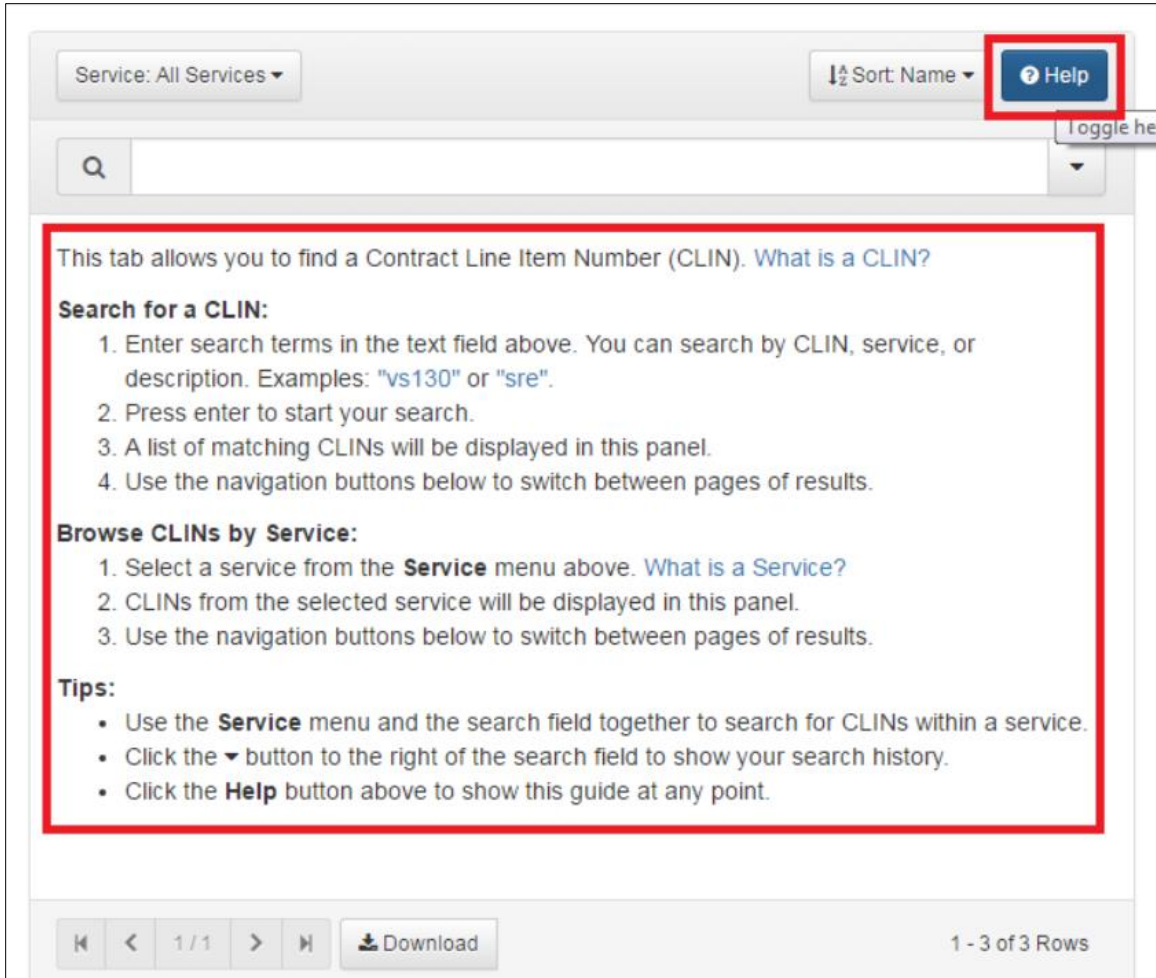 Service: All Services
Sort: Name
Help
Toggle he
This tab allows you to find a Contract Line Item Number (CLIN). What is a CLIN?
Search for a CLIN:
1. Enter search terms in the text field above. You can search by CLIN, service, or
description. Examples: "vs130" or "sre".
2. Press enter to start your search.
3. A list of matching CLINs will be displayed in this panel.
4. Use the navigation buttons below to switch between pages of results.
Browse CLINs by Service:
1. Select a service from the Service menu above. What is a Service?
2. CLINs from the selected service will be displayed in this panel.
3. Use the navigation buttons below to switch between pages of results.
Tips:
• Use the Service menu and the search field together to search for CLINs within a service.
• Click the ▾ button to the right of the search field to show your search history.
• Click the Help button above to show this guide at any point.
1 / 1
Download
1 - 3 of 3 Rows